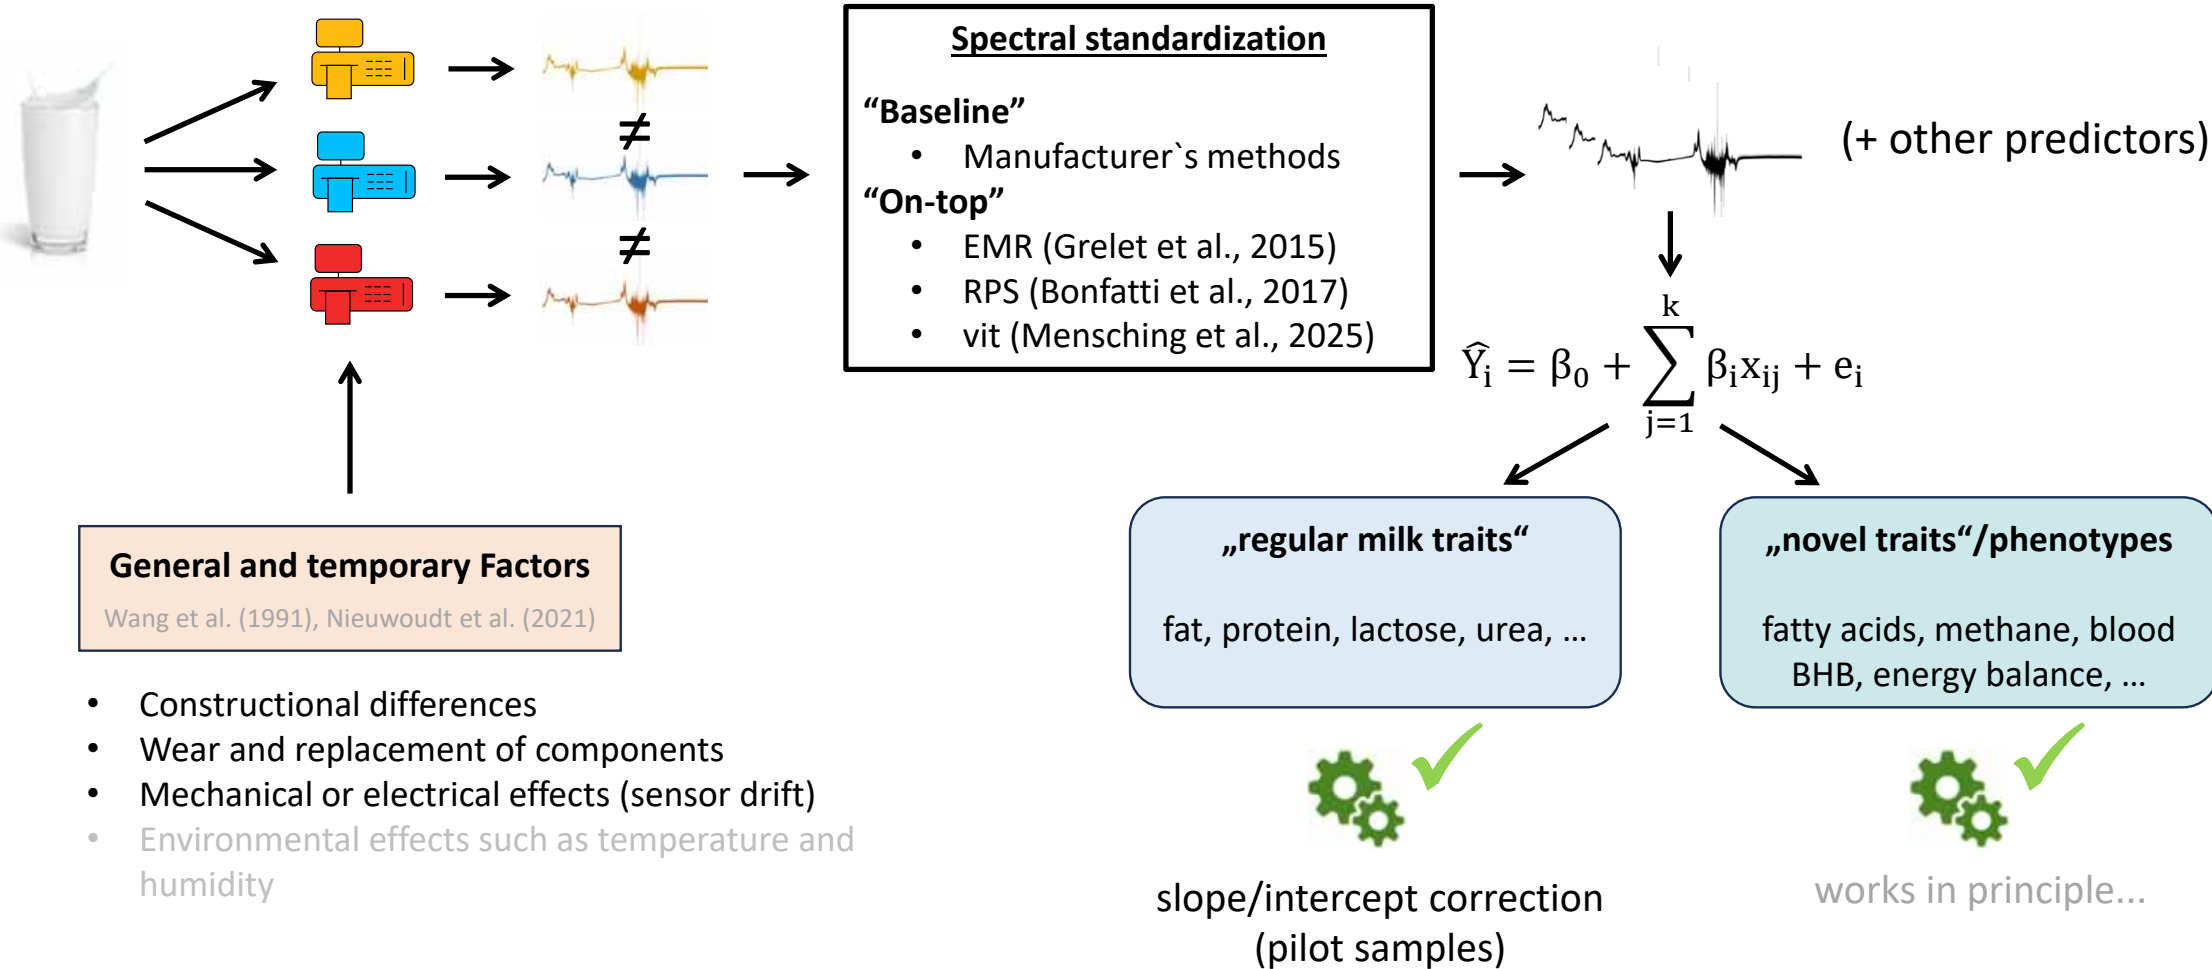 Spectral standardization
“Baseline”
• Manufacturer`s methods
“On-top”
• EMR (Grelet et al., 2015)
• RPS (Bonfatti et al., 2017)
• vit (Mensching et al., 2025)
≠
≠
(+ other predictors)
Ŷᵢ = β₀ + ∑ⱼ₌₁ᵏ βᵢxᵢⱼ + eᵢ
General and temporary Factors
Wang et al. (1991), Nieuwoudt et al. (2021)
• Constructional differences
• Wear and replacement of components
• Mechanical or electrical effects (sensor drift)
• Environmental effects such as temperature and
humidity
„regular milk traits“
fat, protein, lactose, urea, ...
slope/intercept correction
(pilot samples)
„novel traits“/phenotypes
fatty acids, methane, blood
BHB, energy balance, ...
works in principle...